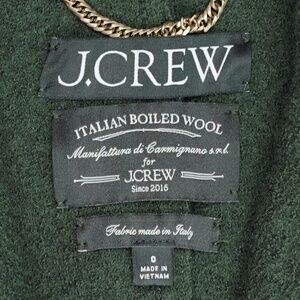 J.CREW
ITALIAN BOILED WOOL
Manifattura di Carmignano s.r.l.
for
J.CREW
Since 2016
Fabric made in Italy
0
MADE IN
VIETNAM